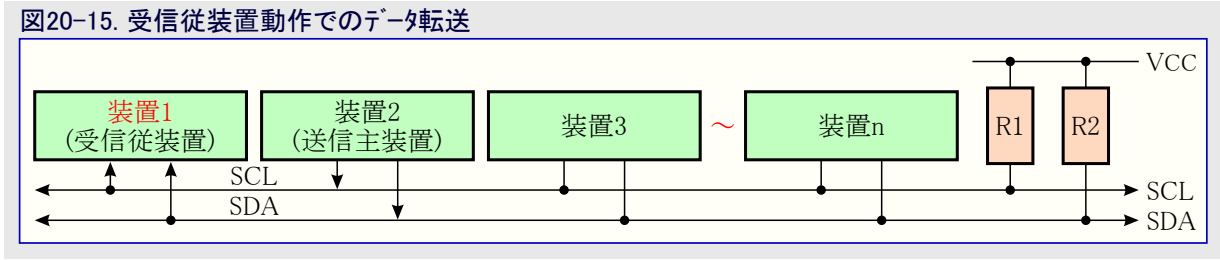 図20-15. 受信従装置動作でのﾃﾞｰﾀ転送
VCC
装置1
(受信従装置)
装置2
(送信主装置)
装置3
～
装置n
R1
R2
SCL
SCL
SDA
SDA